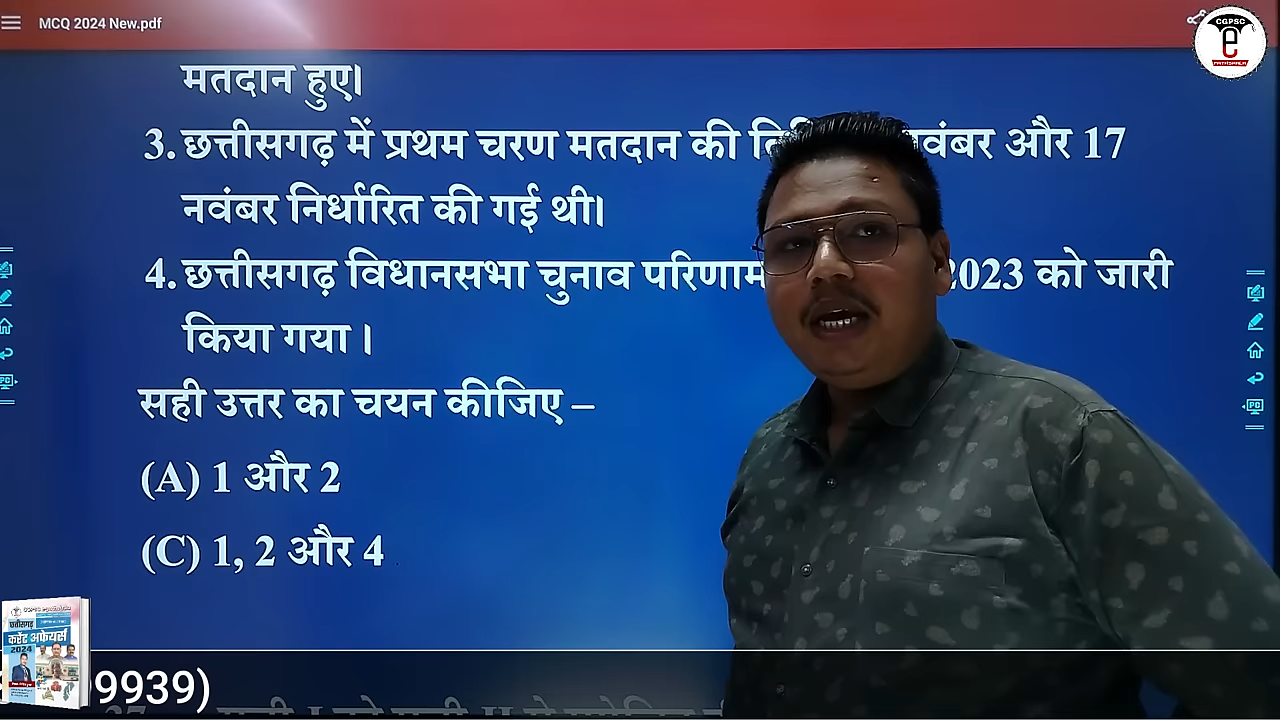 MCQ 2024 New.pdf
CGPSC
मतदान हुए।
3. छत्तीसगढ़ में प्रथम चरण मतदान की और 17
नवंबर निर्धारित की गई थी।
4. छत्तीसगढ़ विधानसभा चुनाव परिणाम 2023 को जारी
किया गया ।
सही उत्तर का चयन कीजिए –
(A) 1 और 2
(C) 1, 2 और 4
छत्तीसगढ़
करेंट अफेयर्स
2024
9939)